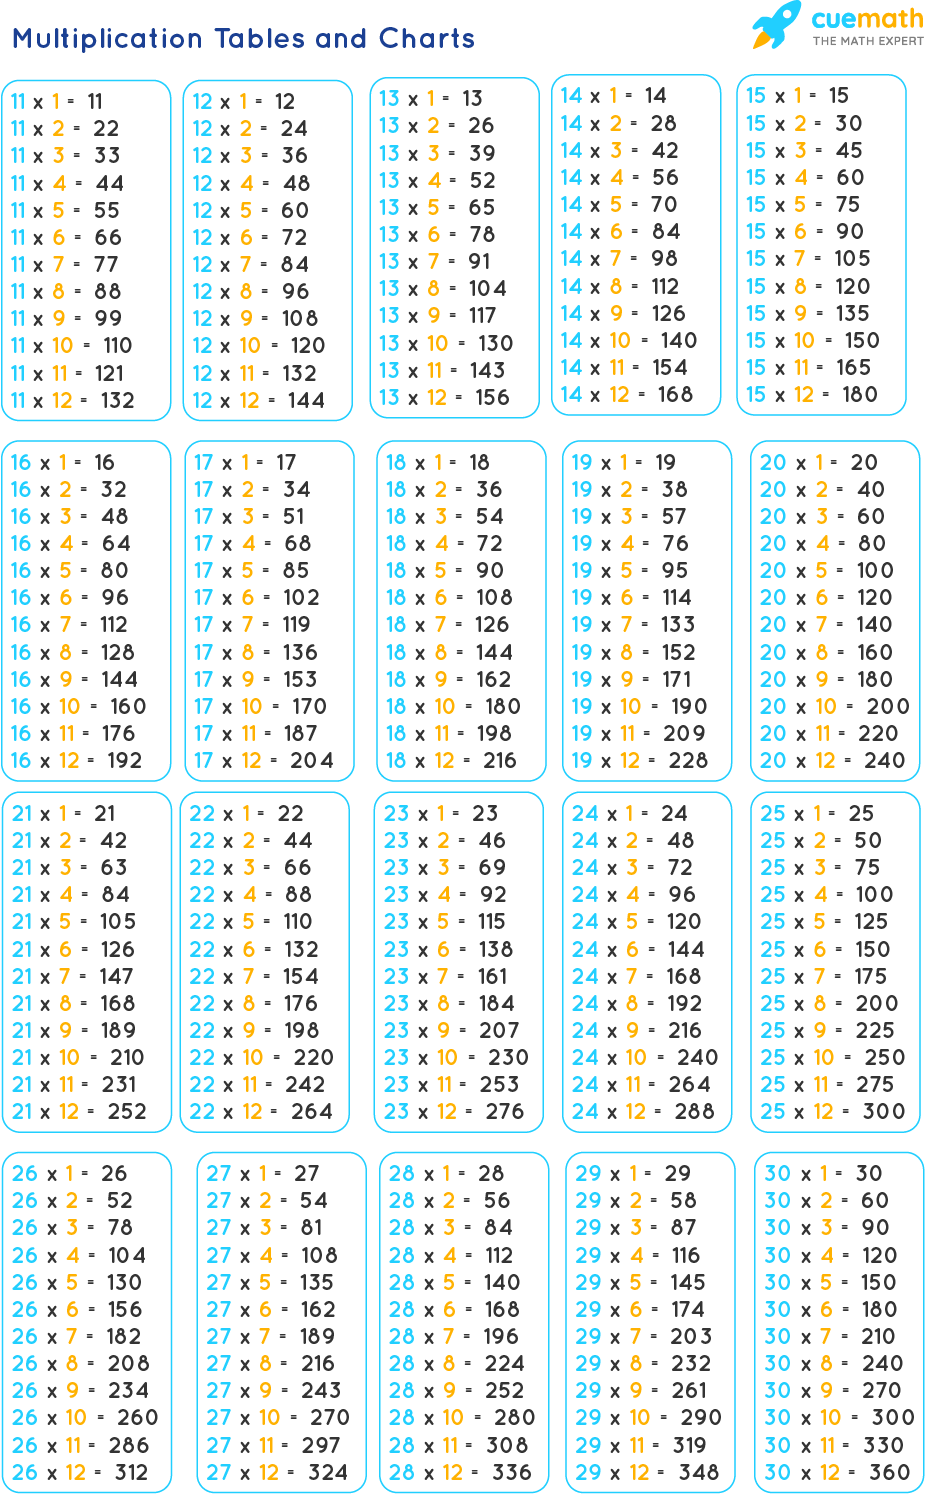 Multiplication Tables and Charts
cuemath
THE MATH EXPERT
11 x 1 = 11
11 x 2 = 22
11 x 3 = 33
11 x 4 = 44
11 x 5 = 55
11 x 6 = 66
11 x 7 = 77
11 x 8 = 88
11 x 9 = 99
11 x 10 = 110
11 x 11 = 121
11 x 12 = 132
12 x 1 = 12
12 x 2 = 24
12 x 3 = 36
12 x 4 = 48
12 x 5 = 60
12 x 6 = 72
12 x 7 = 84
12 x 8 = 96
12 x 9 = 108
12 x 10 = 120
12 x 11 = 132
12 x 12 = 144
13 x 1 = 13
13 x 2 = 26
13 x 3 = 39
13 x 4 = 52
13 x 5 = 65
13 x 6 = 78
13 x 7 = 91
13 x 8 = 104
13 x 9 = 117
13 x 10 = 130
13 x 11 = 143
13 x 12 = 156
14 x 1 = 14
14 x 2 = 28
14 x 3 = 42
14 x 4 = 56
14 x 5 = 70
14 x 6 = 84
14 x 7 = 98
14 x 8 = 112
14 x 9 = 126
14 x 10 = 140
14 x 11 = 154
14 x 12 = 168
15 x 1 = 15
15 x 2 = 30
15 x 3 = 45
15 x 4 = 60
15 x 5 = 75
15 x 6 = 90
15 x 7 = 105
15 x 8 = 120
15 x 9 = 135
15 x 10 = 150
15 x 11 = 165
15 x 12 = 180
16 x 1 = 16
16 x 2 = 32
16 x 3 = 48
16 x 4 = 64
16 x 5 = 80
16 x 6 = 96
16 x 7 = 112
16 x 8 = 128
16 x 9 = 144
16 x 10 = 160
16 x 11 = 176
16 x 12 = 192
17 x 1 = 17
17 x 2 = 34
17 x 3 = 51
17 x 4 = 68
17 x 5 = 85
17 x 6 = 102
17 x 7 = 119
17 x 8 = 136
17 x 9 = 153
17 x 10 = 170
17 x 11 = 187
17 x 12 = 204
18 x 1 = 18
18 x 2 = 36
18 x 3 = 54
18 x 4 = 72
18 x 5 = 90
18 x 6 = 108
18 x 7 = 126
18 x 8 = 144
18 x 9 = 162
18 x 10 = 180
18 x 11 = 198
18 x 12 = 216
19 x 1 = 19
19 x 2 = 38
19 x 3 = 57
19 x 4 = 76
19 x 5 = 95
19 x 6 = 114
19 x 7 = 133
19 x 8 = 152
19 x 9 = 171
19 x 10 = 190
19 x 11 = 209
19 x 12 = 228
20 x 1 = 20
20 x 2 = 40
20 x 3 = 60
20 x 4 = 80
20 x 5 = 100
20 x 6 = 120
20 x 7 = 140
20 x 8 = 160
20 x 9 = 180
20 x 10 = 200
20 x 11 = 220
20 x 12 = 240
21 x 1 = 21
21 x 2 = 42
21 x 3 = 63
21 x 4 = 84
21 x 5 = 105
21 x 6 = 126
21 x 7 = 147
21 x 8 = 168
21 x 9 = 189
21 x 10 = 210
21 x 11 = 231
21 x 12 = 252
22 x 1 = 22
22 x 2 = 44
22 x 3 = 66
22 x 4 = 88
22 x 5 = 110
22 x 6 = 132
22 x 7 = 154
22 x 8 = 176
22 x 9 = 198
22 x 10 = 220
22 x 11 = 242
22 x 12 = 264
23 x 1 = 23
23 x 2 = 46
23 x 3 = 69
23 x 4 = 92
23 x 5 = 115
23 x 6 = 138
23 x 7 = 161
23 x 8 = 184
23 x 9 = 207
23 x 10 = 230
23 x 11 = 253
23 x 12 = 276
24 x 1 = 24
24 x 2 = 48
24 x 3 = 72
24 x 4 = 96
24 x 5 = 120
24 x 6 = 144
24 x 7 = 168
24 x 8 = 192
24 x 9 = 216
24 x 10 = 240
24 x 11 = 264
24 x 12 = 288
25 x 1 = 25
25 x 2 = 50
25 x 3 = 75
25 x 4 = 100
25 x 5 = 125
25 x 6 = 150
25 x 7 = 175
25 x 8 = 200
25 x 9 = 225
25 x 10 = 250
25 x 11 = 275
25 x 12 = 300
26 x 1 = 26
26 x 2 = 52
26 x 3 = 78
26 x 4 = 104
26 x 5 = 130
26 x 6 = 156
26 x 7 = 182
26 x 8 = 208
26 x 9 = 234
26 x 10 = 260
26 x 11 = 286
26 x 12 = 312
27 x 1 = 27
27 x 2 = 54
27 x 3 = 81
27 x 4 = 108
27 x 5 = 135
27 x 6 = 162
27 x 7 = 189
27 x 8 = 216
27 x 9 = 243
27 x 10 = 270
27 x 11 = 297
27 x 12 = 324
28 x 1 = 28
28 x 2 = 56
28 x 3 = 84
28 x 4 = 112
28 x 5 = 140
28 x 6 = 168
28 x 7 = 196
28 x 8 = 224
28 x 9 = 252
28 x 10 = 280
28 x 11 = 308
28 x 12 = 336
29 x 1 = 29
29 x 2 = 58
29 x 3 = 87
29 x 4 = 116
29 x 5 = 145
29 x 6 = 174
29 x 7 = 203
29 x 8 = 232
29 x 9 = 261
29 x 10 = 290
29 x 11 = 319
29 x 12 = 348
30 x 1 = 30
30 x 2 = 60
30 x 3 = 90
30 x 4 = 120
30 x 5 = 150
30 x 6 = 180
30 x 7 = 210
30 x 8 = 240
30 x 9 = 270
30 x 10 = 300
30 x 11 = 330
30 x 12 = 360